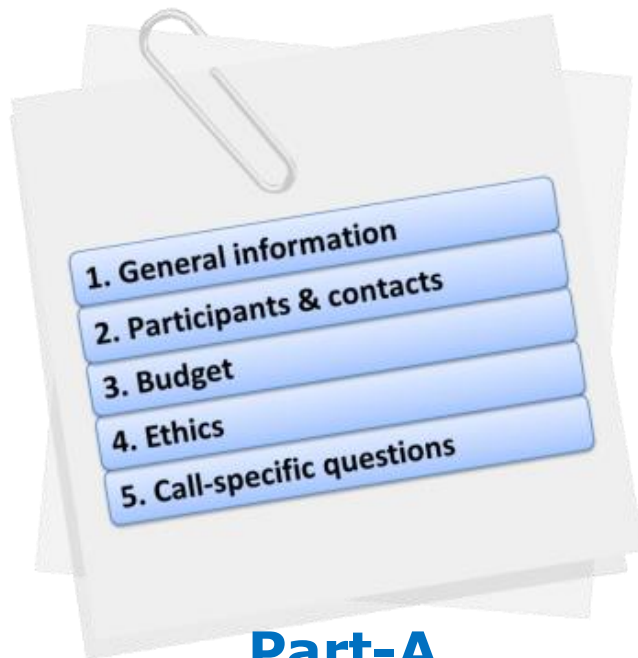 1. General information
2. Participants & contacts
3. Budget
4. Ethics
5. Call-specific questions
Part-A